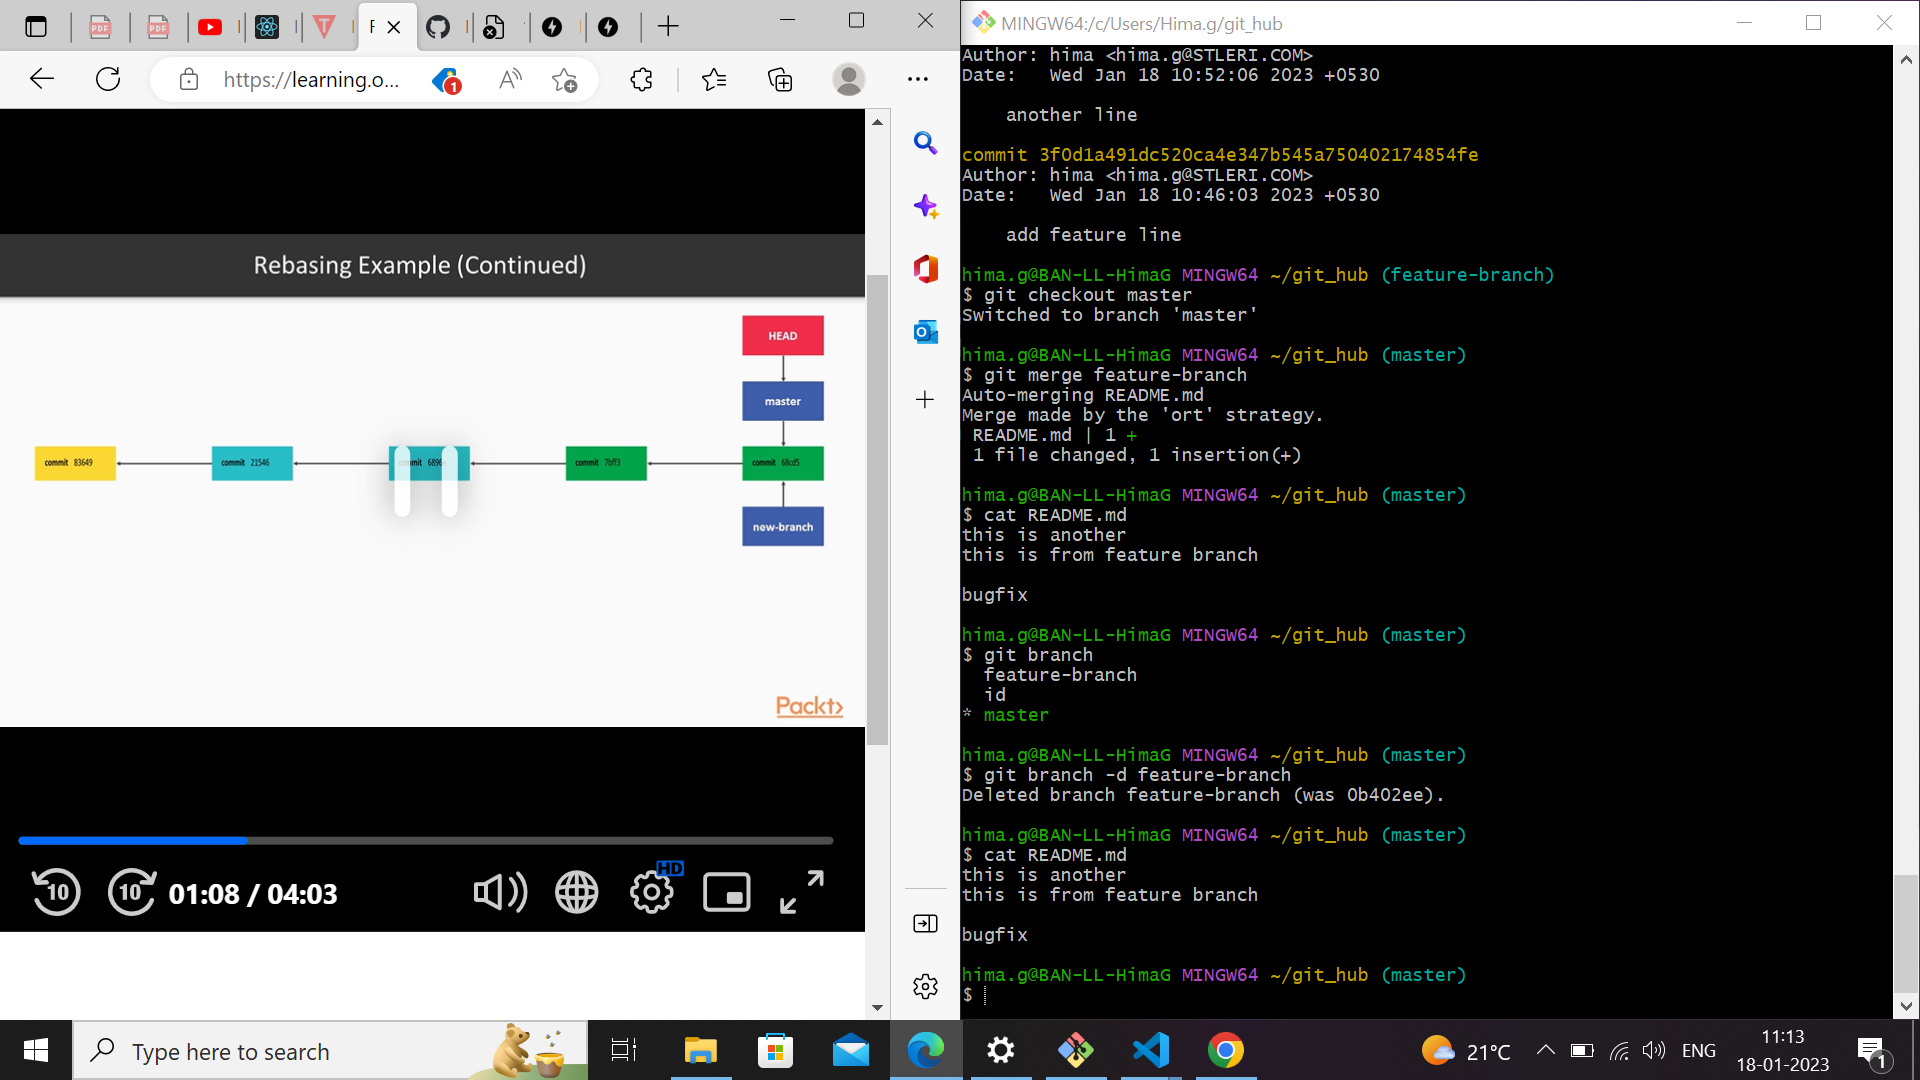 https://learning.o...
1
Rebasing Example (Continued)
HEAD
master
commit 83649
commit 21546
commit 7bff3
commit 68cd5
new-branch
Packt>
HD
10
10
01:08 / 04:03
MINGW64:/c/Users/Hima.g/git_hub
Author: hima <hima.g@STLERI.COM>
Date:   Wed Jan 18 10:52:06 2023 +0530
another line
commit 3f0d1a491dc520ca4e347b545a750402174854fe
Author: hima <hima.g@STLERI.COM>
Date:   Wed Jan 18 10:46:03 2023 +0530
add feature line
hima.g@BAN-LL-HimaG MINGW64 ~/git_hub (feature-branch)
$ git checkout master
Switched to branch 'master'
hima.g@BAN-LL-HimaG MINGW64 ~/git_hub (master)
$ git merge feature-branch
Auto-merging README.md
Merge made by the 'ort' strategy.
README.md | 1 +
1 file changed, 1 insertion(+)
hima.g@BAN-LL-HimaG MINGW64 ~/git_hub (master)
$ cat README.md
this is another
this is from feature branch
bugfix
hima.g@BAN-LL-HimaG MINGW64 ~/git_hub (master)
$ git branch
feature-branch
id
* master
hima.g@BAN-LL-HimaG MINGW64 ~/git_hub (master)
$ git branch -d feature-branch
Deleted branch feature-branch (was 0b402ee).
hima.g@BAN-LL-HimaG MINGW64 ~/git_hub (master)
$ cat README.md
this is another
this is from feature branch
bugfix
hima.g@BAN-LL-HimaG MINGW64 ~/git_hub (master)
$
Type here to search
21°C
ENG
11:13
18-01-2023
1